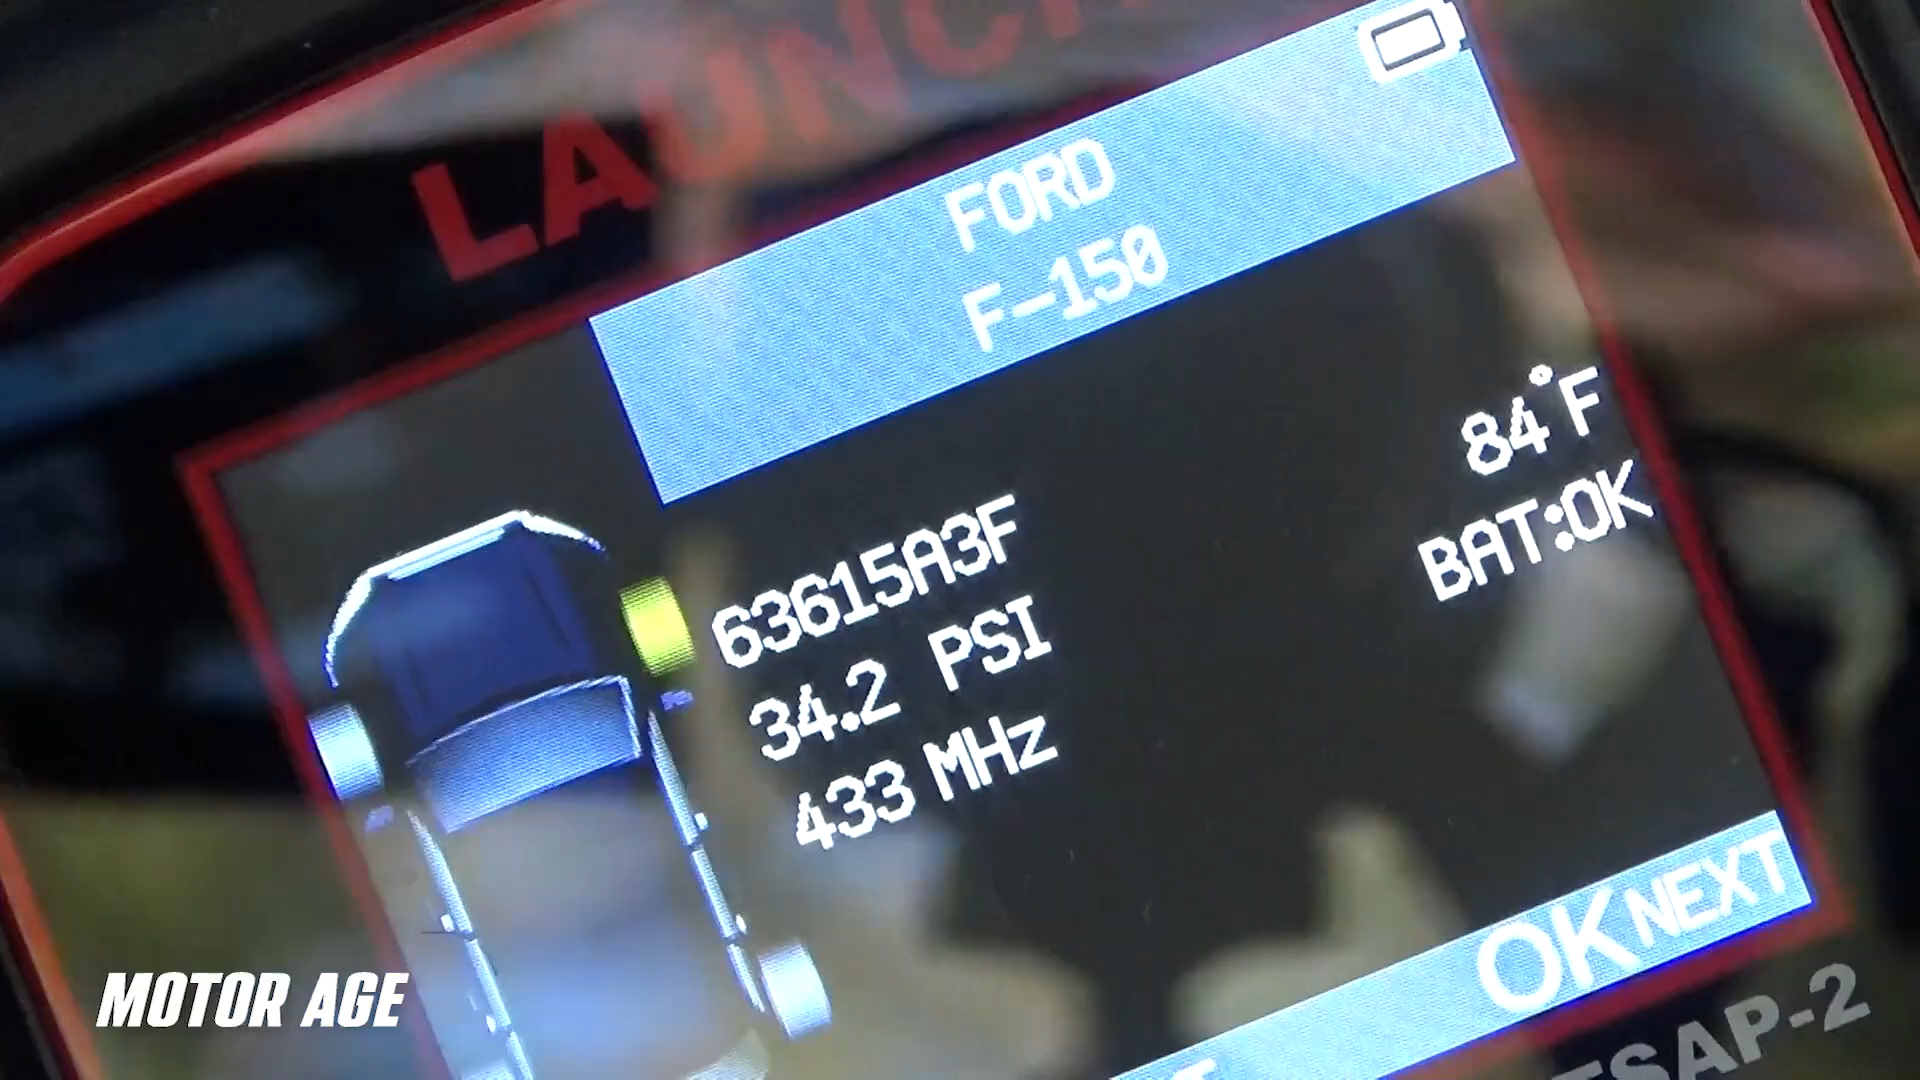 LAUNCH
FORD
F-150
84°F
BAT:OK
63615A3F
34.2 PSI
433 MHz
OK NEXT
TSAP-2
MOTOR AGE